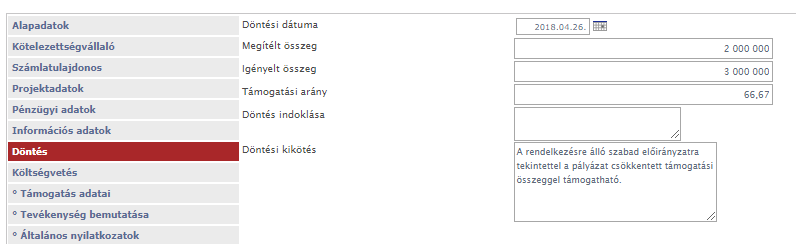 Alapadatok
Kötelezettségvállaló
Számlatulajdonos
Projektadatok
Pénzügyi adatok
Információs adatok
Döntés
Költségvetés
° Támogatás adatai
° Tevékenység bemutatása
° Általános nyilatkozatok
Döntési dátuma 2018.04.26.
Megítélt összeg 2 000 000
Igényelt összeg 3 000 000
Támogatási arány 66,67
Döntés indoklása
Döntési kikötés
A rendelkezésre álló szabad előirányzatra
tekintettel a pályázat csökkentett támogatási
összeggel támogatható.